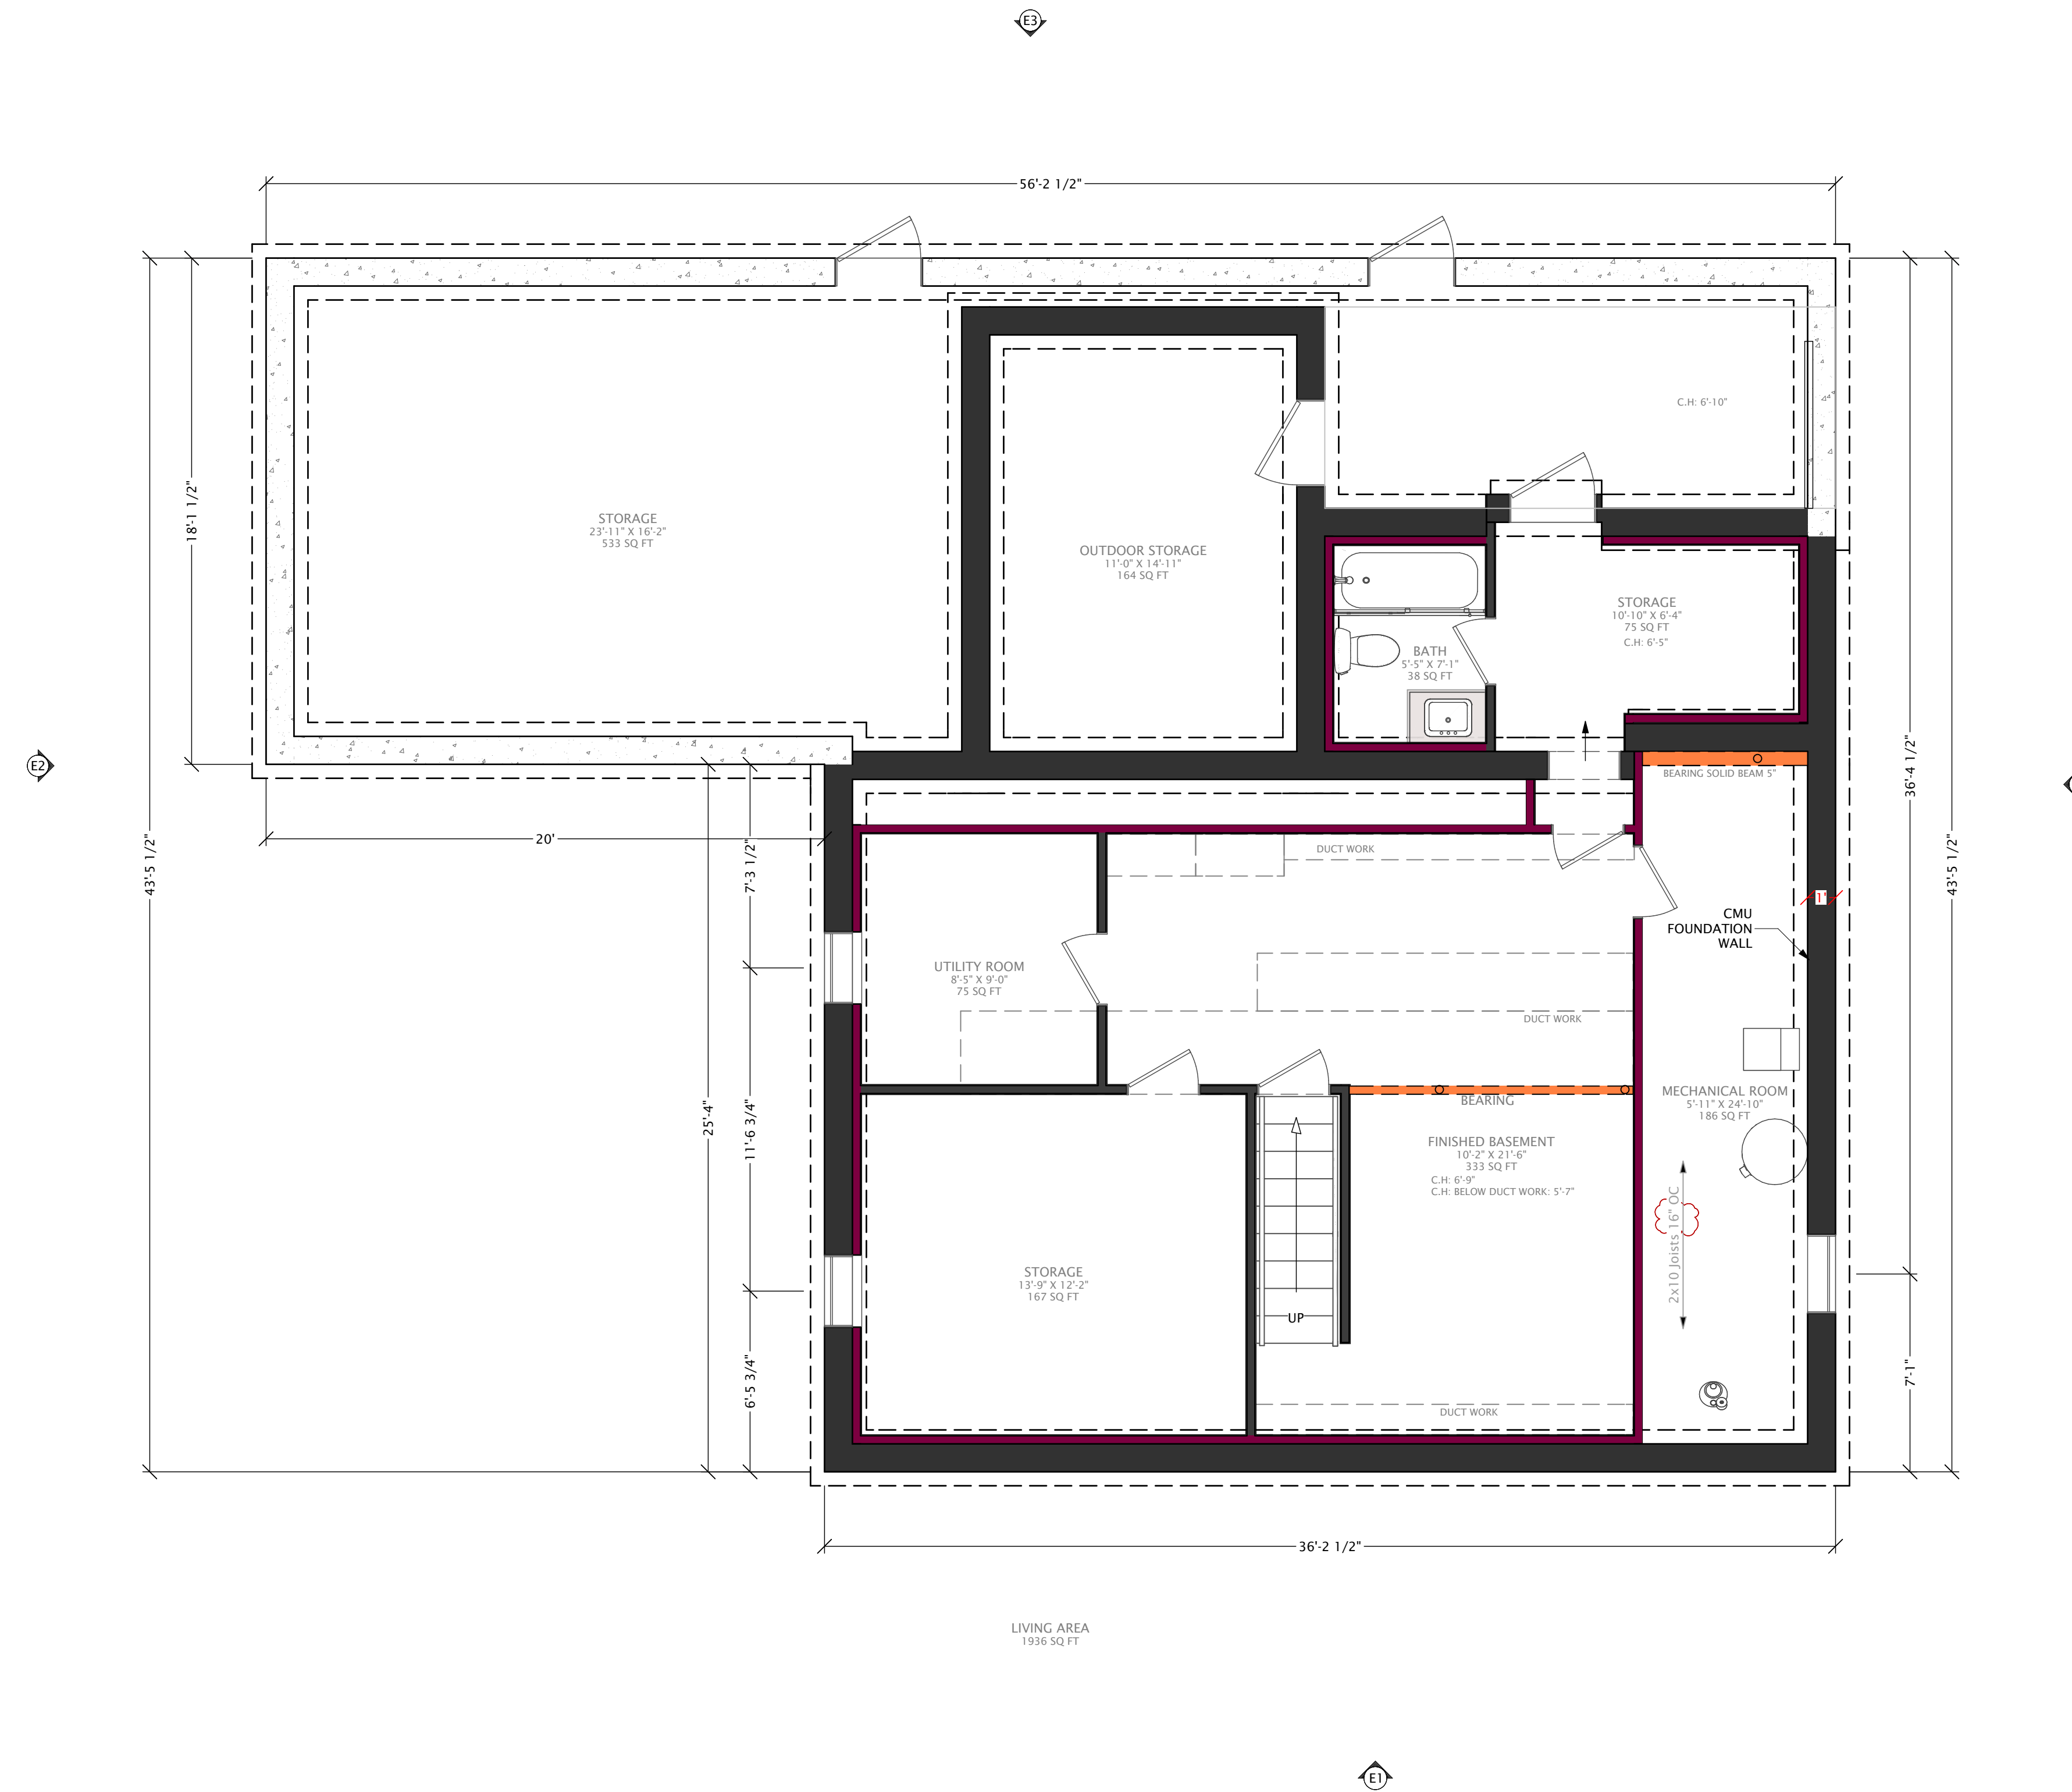 E3
56'-2 1/2"
18'-1 1/2"
43'-5 1/2"
C.H: 6'-10"
STORAGE
23'-11" X 16'-2"
533 SQ FT
OUTDOOR STORAGE
11'-0" X 14'-11"
164 SQ FT
STORAGE
10'-10" X 6'-4"
75 SQ FT
C.H: 6'-5"
BATH
5'-5" X 7'-1"
38 SQ FT
E2
36'-4 1/2"
43'-5 1/2"
BEARING SOLID BEAM 5"
20'
7'-3 1/2"
DUCT WORK
1'
CMU
FOUNDATION
WALL
UTILITY ROOM
8'-5" X 9'-0"
75 SQ FT
DUCT WORK
25'-4"
11'-6 3/4"
BEARING
MECHANICAL ROOM
5'-11" X 24'-10"
186 SQ FT
FINISHED BASEMENT
10'-2" X 21'-6"
333 SQ FT
C.H: 6'-9"
C.H: BELOW DUCT WORK: 5'-7"
2x10 Joists 16" OC
STORAGE
13'-9" X 12'-2"
167 SQ FT
UP
6'-5 3/4"
7'-1"
DUCT WORK
36'-2 1/2"
LIVING AREA
1936 SQ FT
E1